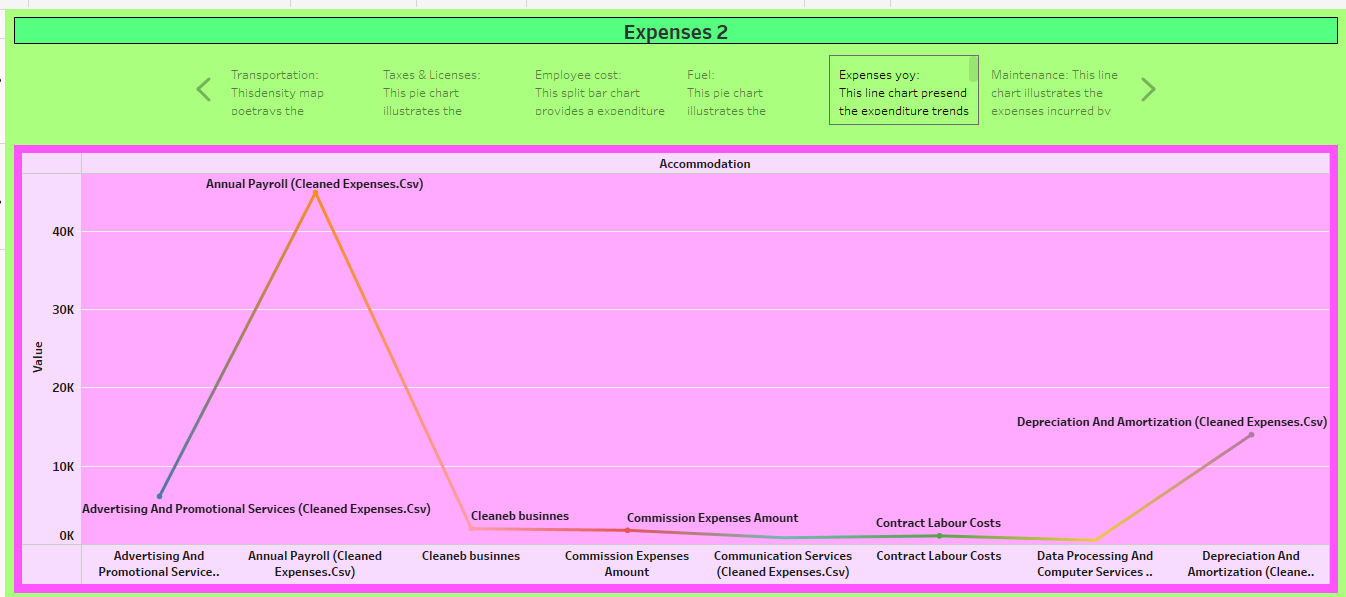 Expenses 2
Transportation:
Thisdensity map
poetrays the
Taxes & Licenses:
This pie chart
illustrates the
Employee cost:
This split bar chart
provides a expenditure
Fuel:
This pie chart
illustrates the
Expenses yoy:
This line chart presend
the expenditure trends
Maintenance: This line
chart illustrates the
expenses incurred by
Accommodation
Annual Payroll (Cleaned Expenses.Csv)
40K
30K
Value
20K
Depreciation And Amortization (Cleaned Expenses.Csv)
10K
Advertising And Promotional Services (Cleaned Expenses.Csv)
Cleaneb businnes
Commission Expenses Amount
Contract Labour Costs
0K
Advertising And
Promotional Service..
Annual Payroll (Cleaned
Expenses.Csv)
Cleaneb businnes
Commission Expenses
Amount
Communication Services
(Cleaned Expenses.Csv)
Contract Labour Costs
Data Processing And
Computer Services ..
Depreciation And
Amortization (Cleane..